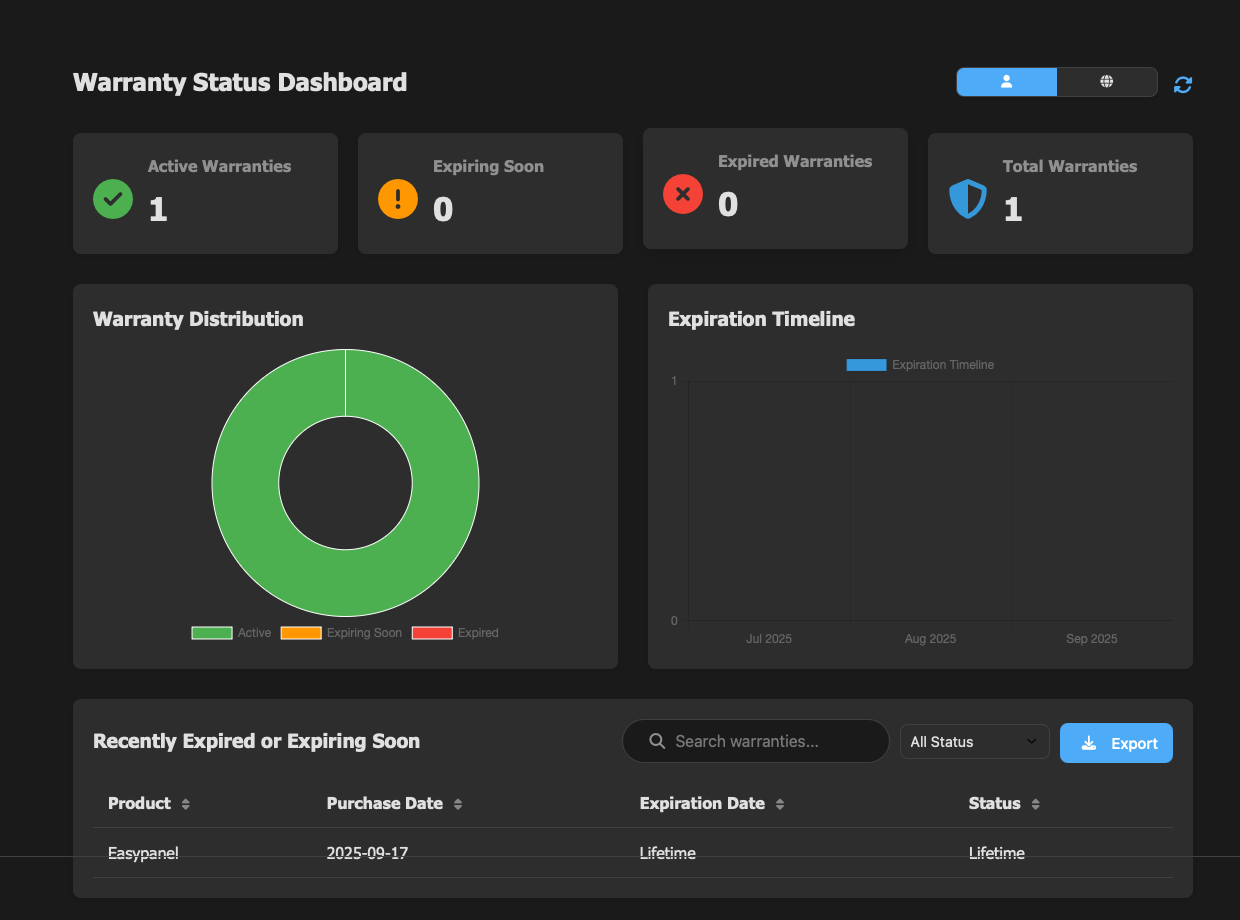 Warranty Status Dashboard
Active Warranties
1
Expiring Soon
0
Expired Warranties
0
Total Warranties
1
Warranty Distribution
Active Expiring Soon Expired
Expiration Timeline
Expiration Timeline
1
0
Jul 2025 Aug 2025 Sep 2025
Recently Expired or Expiring Soon
Search warranties...
All Status
Export
Product Purchase Date Expiration Date Status
Easypanel 2025-09-17 Lifetime Lifetime